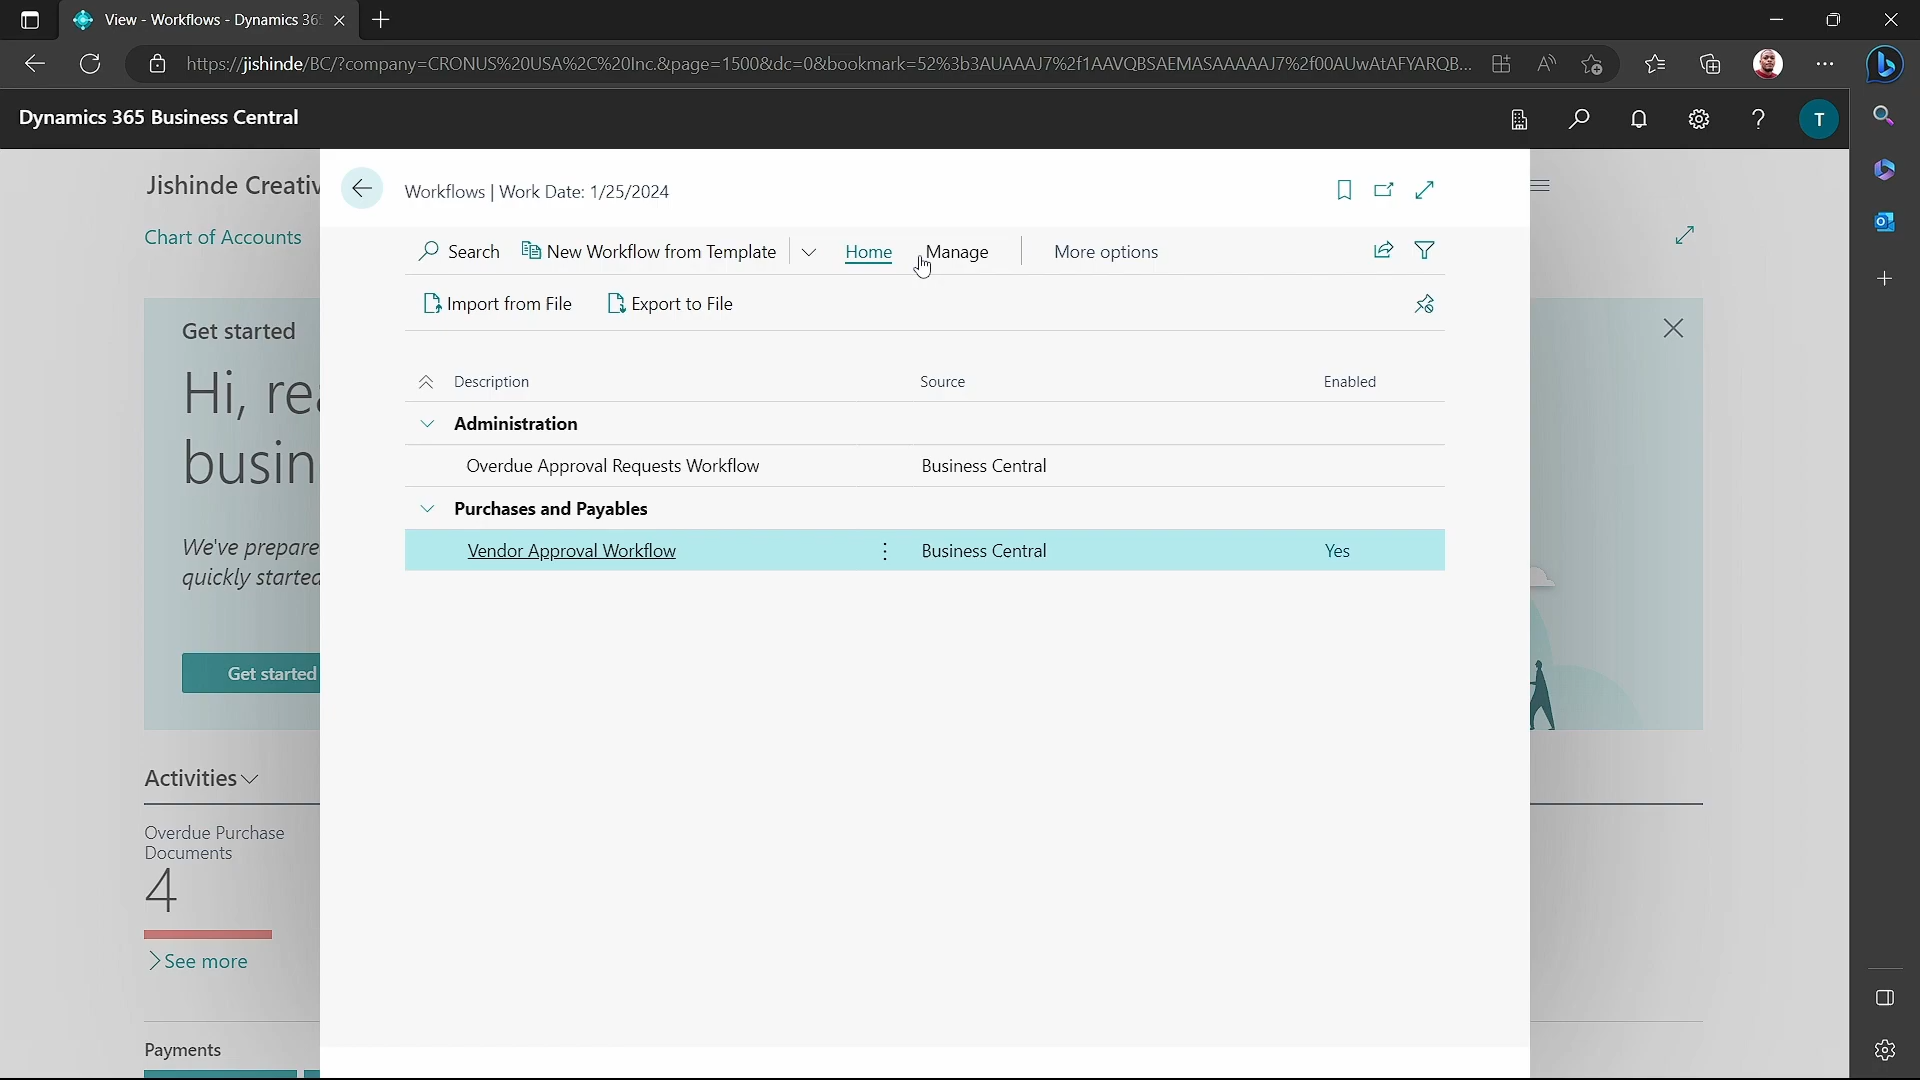 View - Workflows - Dynamics 365
https://jishinde/BC/?company=CRONUS%20USA%2C%20Inc.&page=1500&dc=0&bookmark=52%3b3AUAAAJ7%2f1AAVQBSAEMASAAAAAJ7%2f00AUwAtAFYARQB...
Dynamics 365 Business Central
T
Jishinde Creativ
Workflows | Work Date: 1/25/2024
Chart of Accounts
Search New Workflow from Template Home Manage More options
Import from File Export to File
Get started
Hi, rea
busin
We've prepare
quickly started
Get started
Description Source Enabled
Administration
Overdue Approval Requests Workflow Business Central
Purchases and Payables
Vendor Approval Workflow Business Central Yes
Activities
Overdue Purchase
Documents
4
See more
Payments